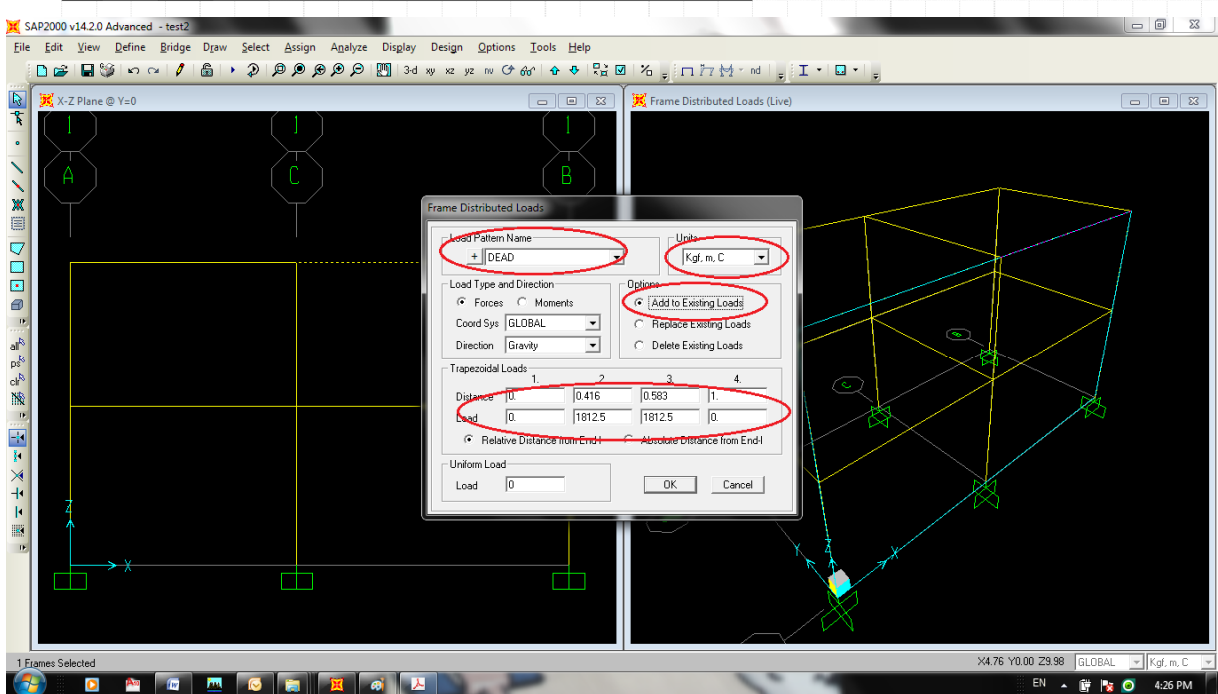 SAP2000 v14.2.0 Advanced - test2
File Edit View Define Bridge Draw Select Assign Analyze Display Design Options Tools Help
3-d xy xz yz nv nd
X-Z Plane @ Y=0
Frame Distributed Loads (Live)
1 1 1
A C B
Frame Distributed Loads
Load Pattern Name
+ DEAD
Units
Kgf, m, C
Load Type and Direction
Forces Moments
Coord Sys GLOBAL
Direction Gravity
Options
Add to Existing Loads
Replace Existing Loads
Delete Existing Loads
Trapezoidal Loads
1. 2. 3. 4.
Distance 0. 0.416 0.583 1.
Load 0. 1812.5 1812.5 0.
Relative Distance from End-I Absolute Distance from End-I
Uniform Load
Load 0
OK Cancel
all
ps
clr
Z
X
B
C
Y Z X
1 Frames Selected
X4.76 Y0.00 Z9.98 GLOBAL Kgf, m, C
EN 4:26 PM